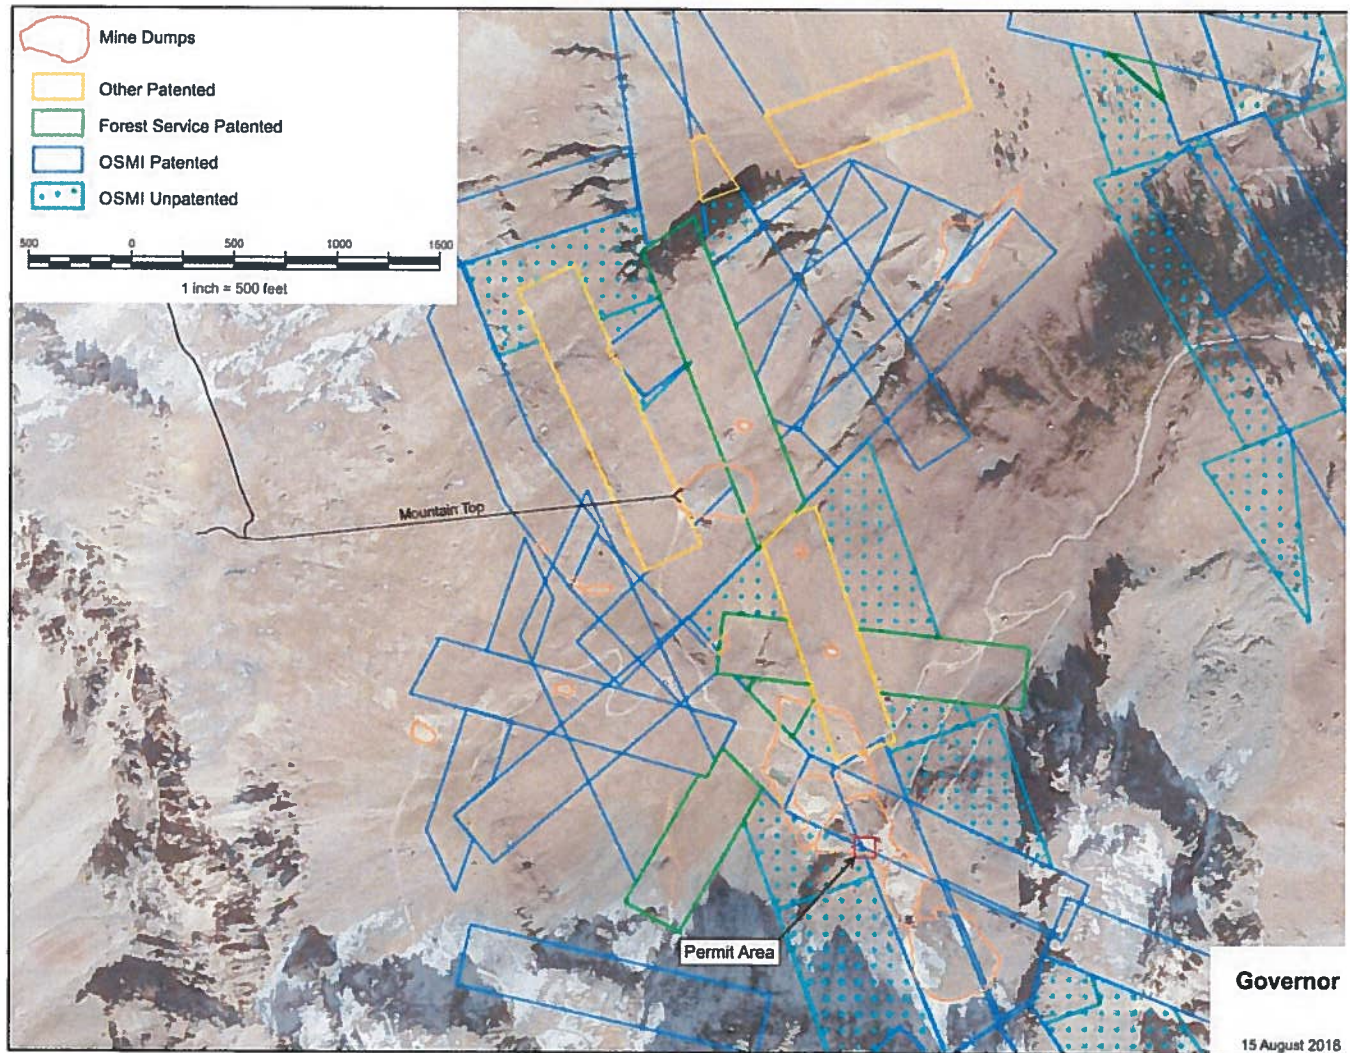 Mine Dumps
Other Patented
Forest Service Patented
OSMI Patented
OSMI Unpatented
500 0 500 1000 1500
1 inch = 500 feet
Mountain Top
Permit Area
Governor
15 August 2018